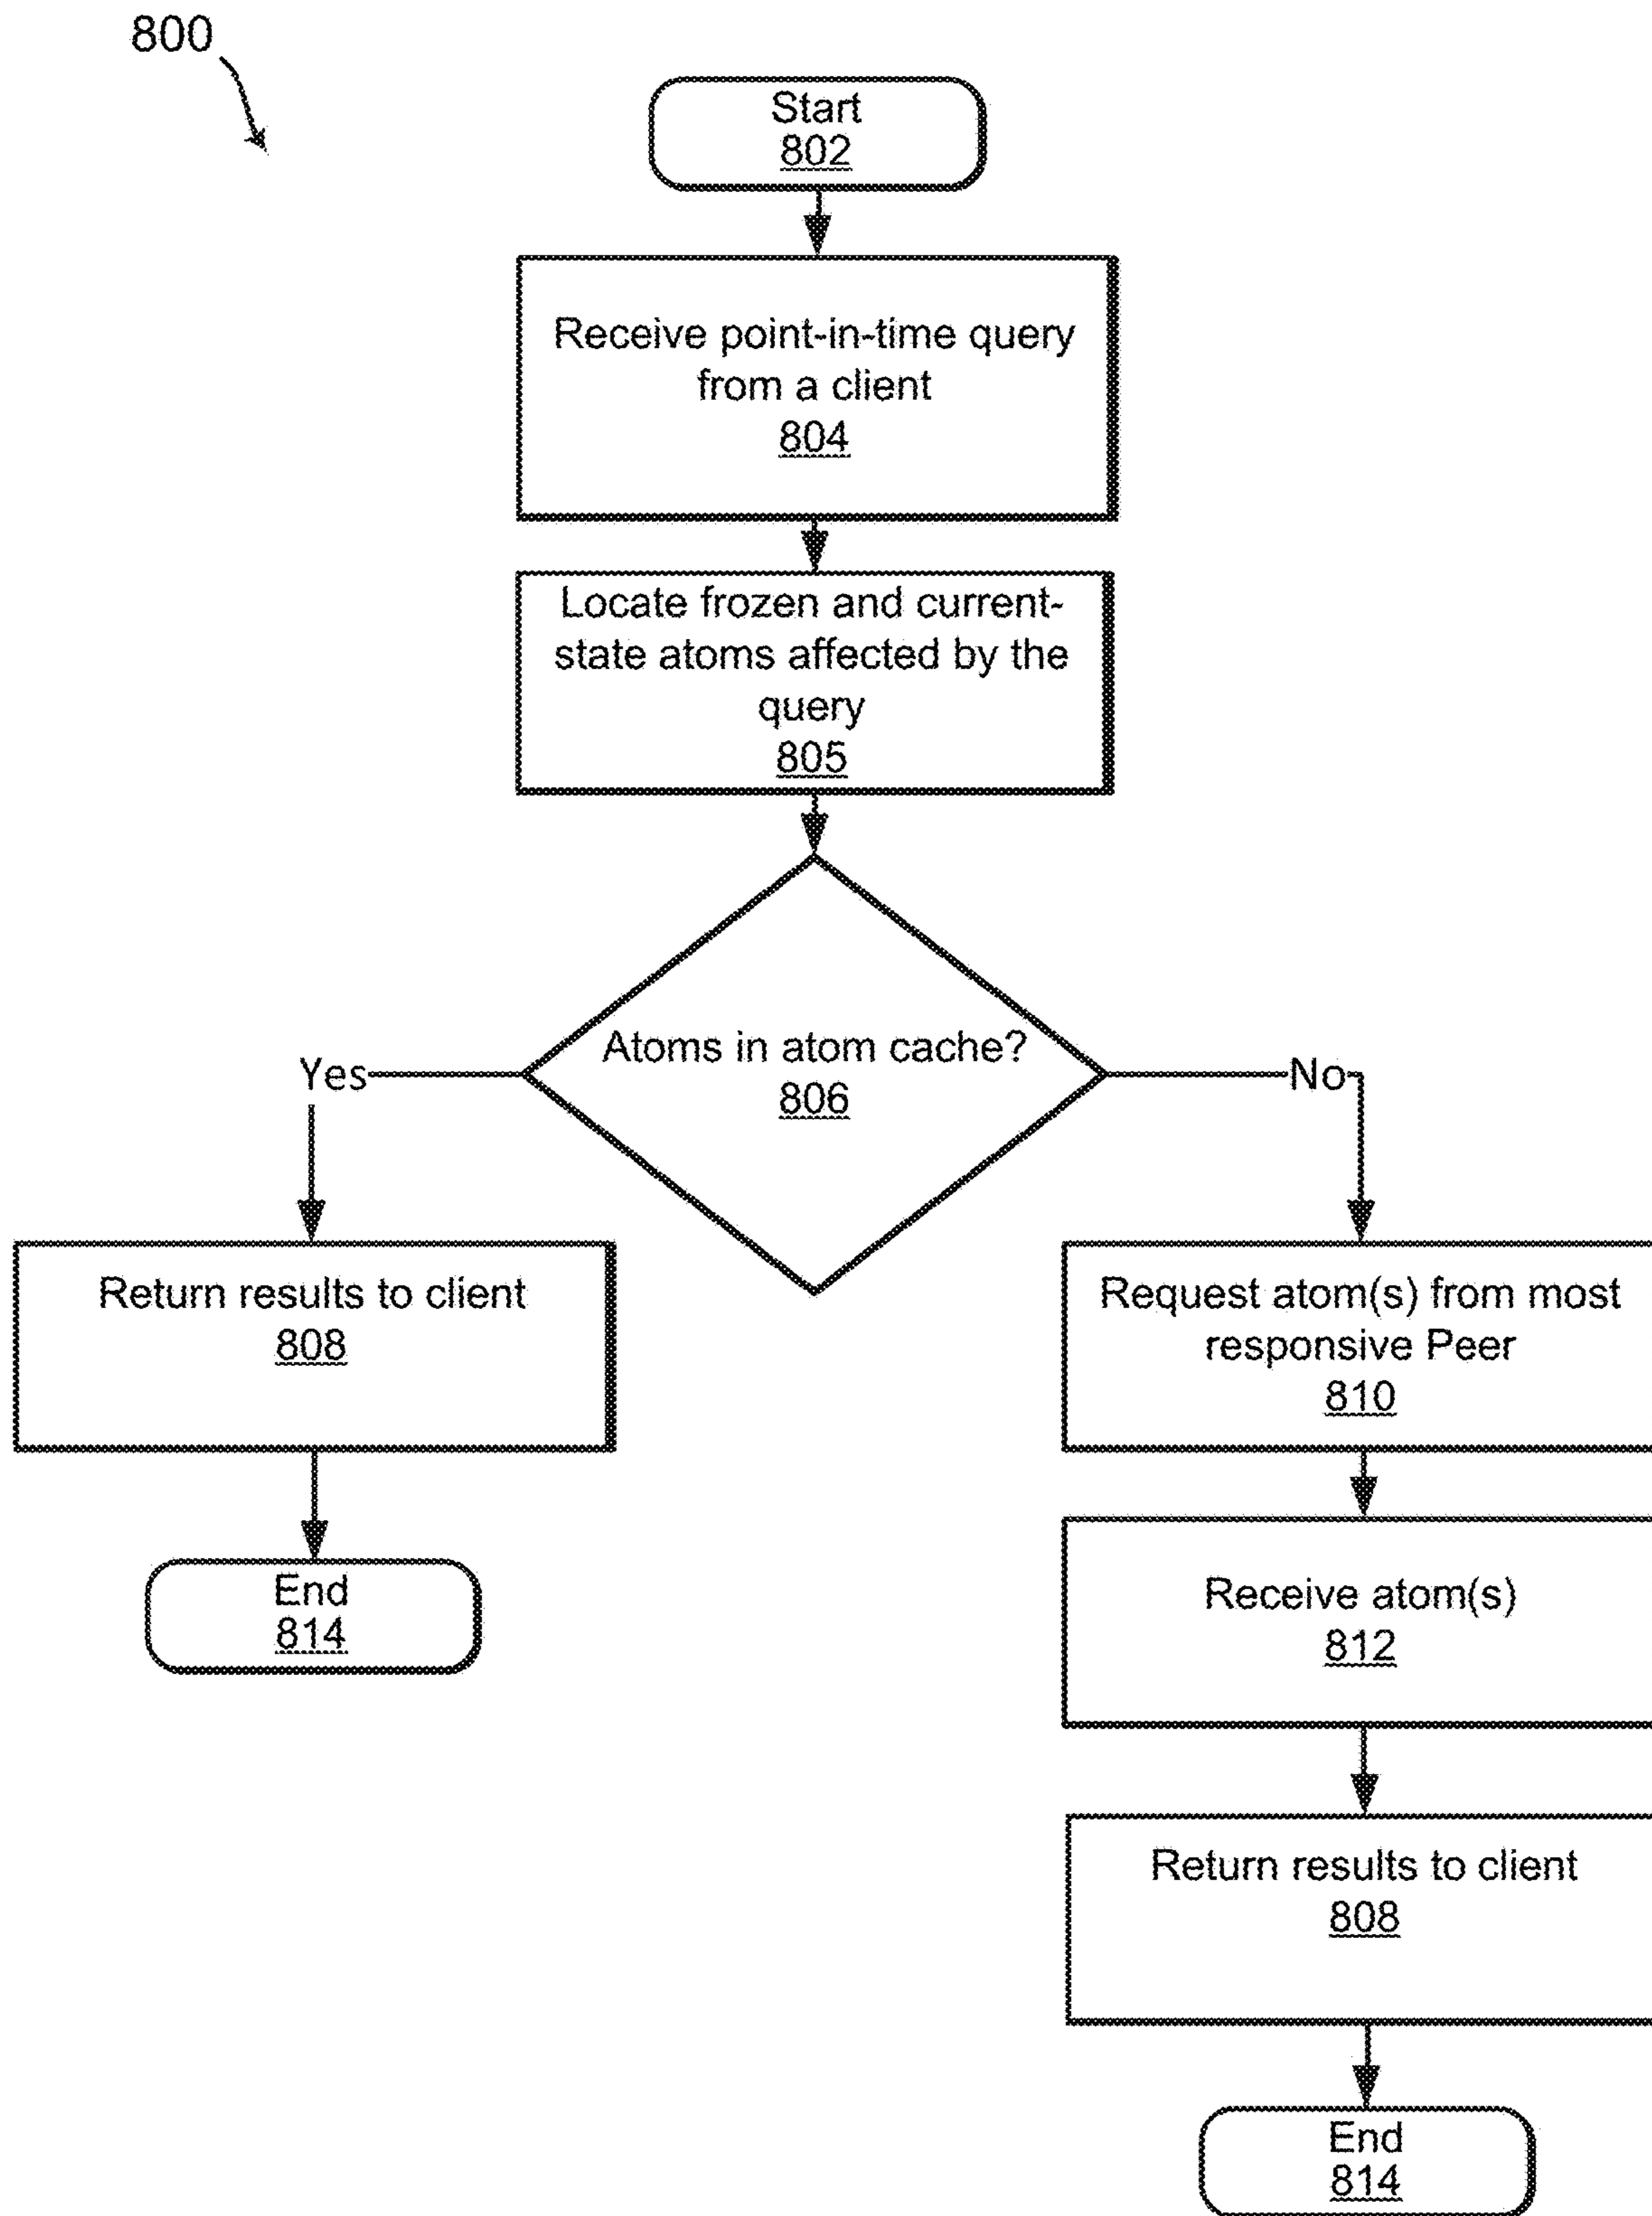 800
Start
802
Receive point-in-time query
from a client
804
Locate frozen and current-
state atoms affected by the
query
805
Atoms in atom cache?
806
Yes
No
Return results to client
808
End
814
Request atom(s) from most
responsive Peer
810
Receive atom(s)
812
Return results to client
808
End
814